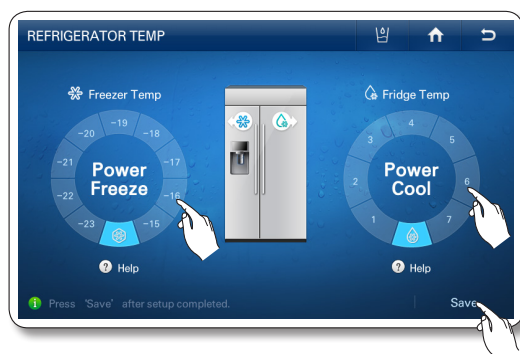 REFRIGERATOR TEMP
Freezer Temp
Fridge Temp
-19
-20
-18
-21
-17
-22
-16
-23
-15
Power
Freeze
4
3
5
2
6
1
7
Power
Cool
? Help
? Help
i Press 'Save' after setup completed.
Save